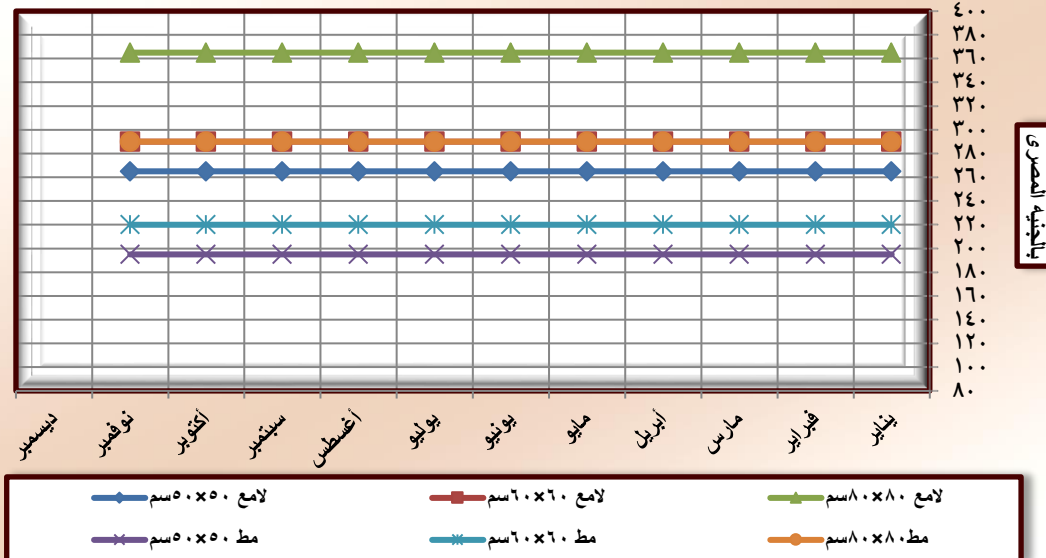 ٤٠٠
٣٨٠
٣٦٠
٣٤٠
٣٢٠
٣٠٠
٢٨٠
٢٦٠
٢٤٠
٢٢٠
٢٠٠
١٨٠
١٦٠
١٤٠
١٢٠
١٠٠
٨٠
بالجنيه المصرى
يناير
فبراير
مارس
أبريل
مايو
يونيو
يوليو
أغسطس
سبتمبر
أكتوبر
نوفمبر
ديسمبر
لامع ٨٠×٨٠سم
لامع ٦٠×٦٠سم
لامع ٥٠×٥٠سم
مط٨٠×٨٠سم
مط ٦٠×٦٠سم
مط ٥٠×٥٠سم